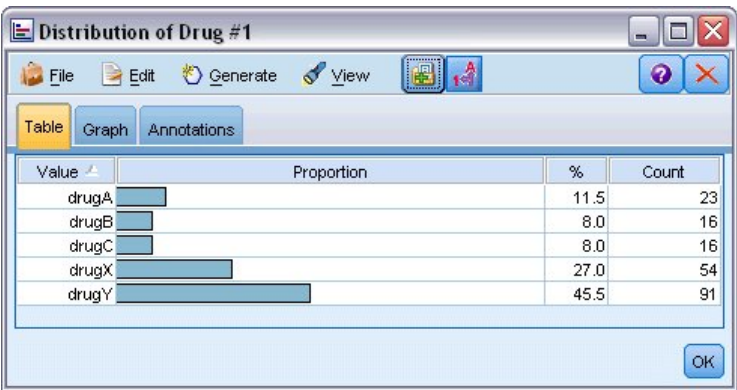 Distribution of Drug #1
File Edit Generate View
Table Graph Annotations
Value Proportion % Count
drugA 11.5 23
drugB 8.0 16
drugC 8.0 16
drugX 27.0 54
drugY 45.5 91
OK